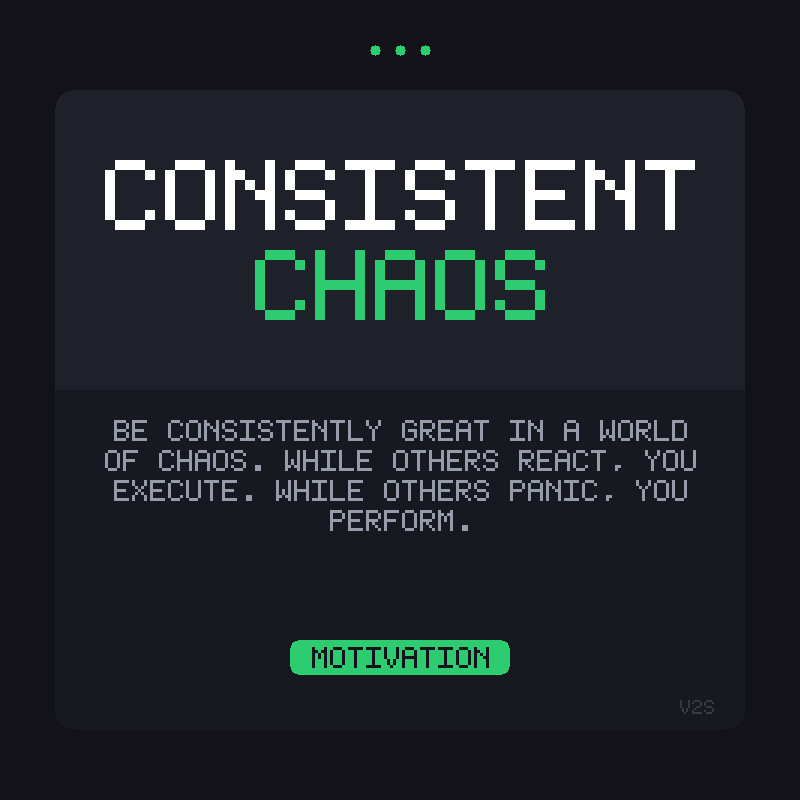 CONSISTENT
CHAOS
BE CONSISTENTLY GREAT IN A WORLD
OF CHAOS. WHILE OTHERS REACT, YOU
EXECUTE. WHILE OTHERS PANIC, YOU
PERFORM.
MOTIVATION
V2S